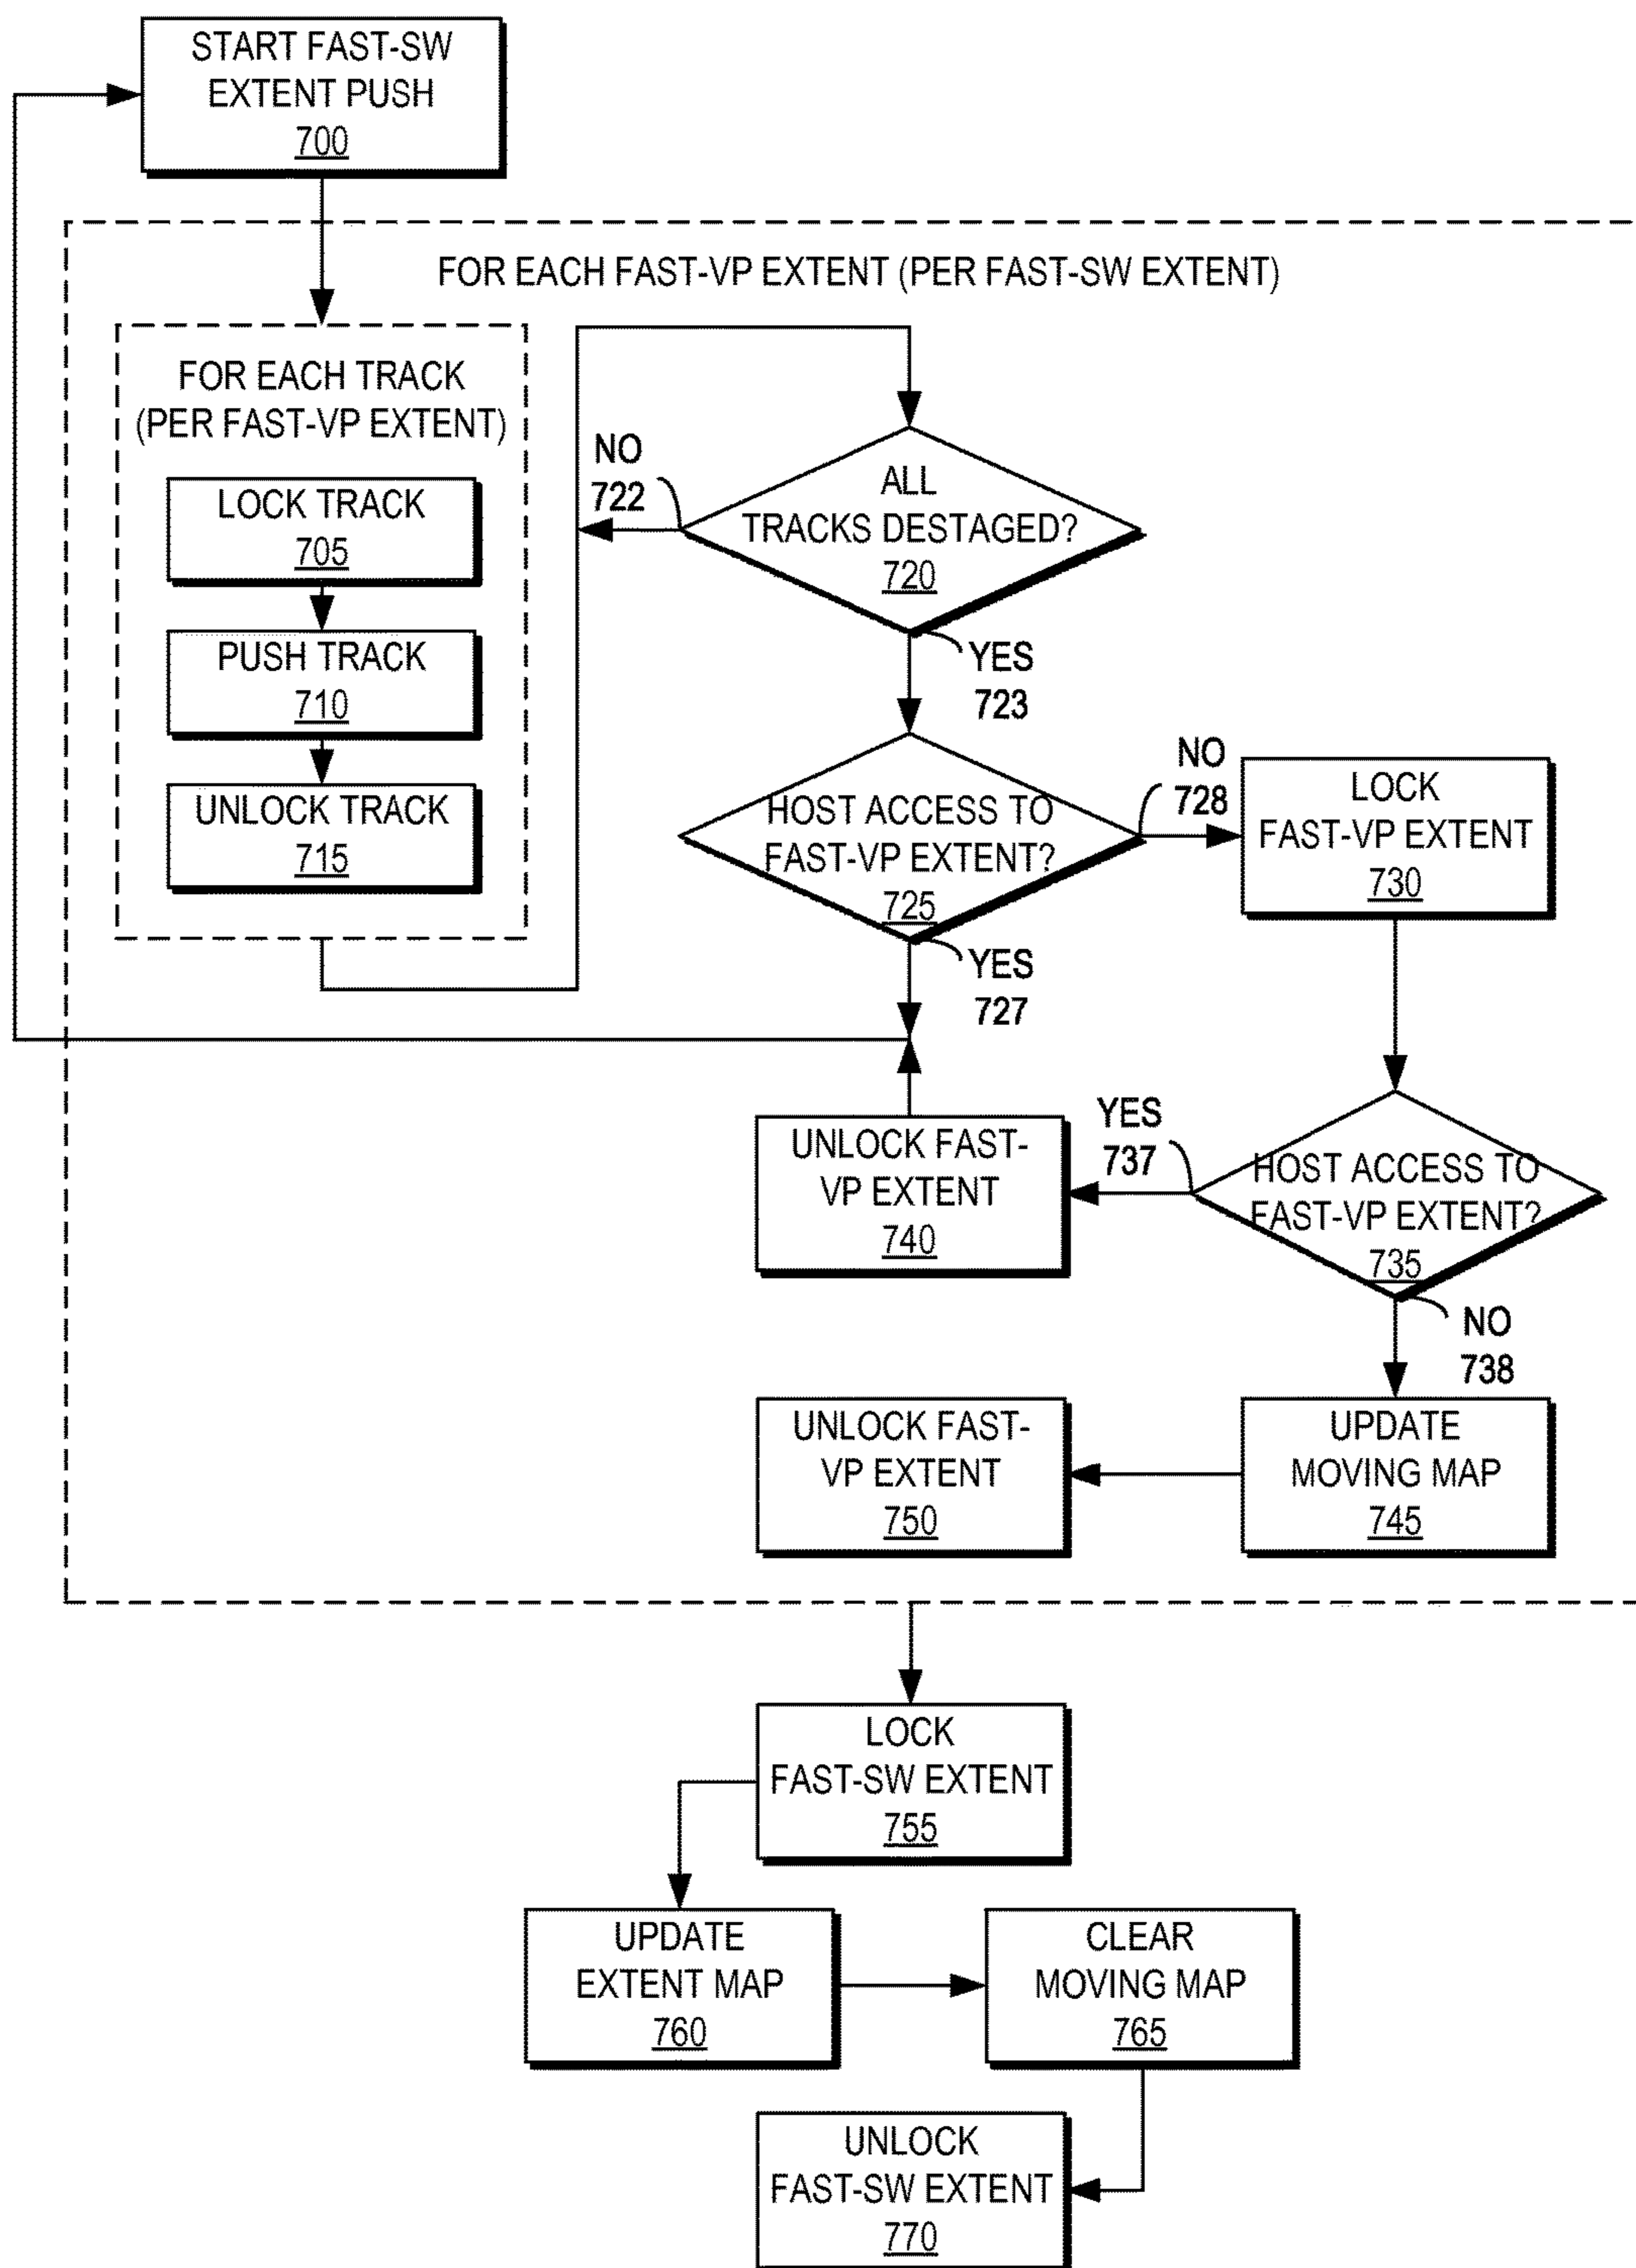 START FAST-SW
EXTENT PUSH
700
FOR EACH FAST-VP EXTENT (PER FAST-SW EXTENT)
FOR EACH TRACK
(PER FAST-VP EXTENT)
LOCK TRACK
705
PUSH TRACK
710
UNLOCK TRACK
715
NO
722
ALL
TRACKS DESTAGED?
720
YES
723
HOST ACCESS TO
FAST-VP EXTENT?
725
NO
728
YES
727
LOCK
FAST-VP EXTENT
730
HOST ACCESS TO
FAST-VP EXTENT?
735
YES
737
NO
738
UNLOCK FAST-
VP EXTENT
740
UPDATE
MOVING MAP
745
UNLOCK FAST-
VP EXTENT
750
LOCK
FAST-SW EXTENT
755
UPDATE
EXTENT MAP
760
CLEAR
MOVING MAP
765
UNLOCK
FAST-SW EXTENT
770